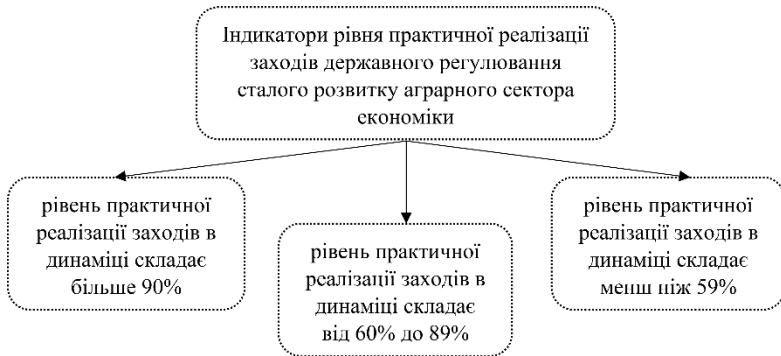 Індикатори рівня практичної реалізації
заходів державного регулювання
сталого розвитку аграрного сектора
економіки
рівень практичної
реалізації заходів в
динаміці складає
більше 90%
рівень практичної
реалізації заходів в
динаміці складає
від 60% до 89%
рівень практичної
реалізації заходів в
динаміці складає
менш ніж 59%